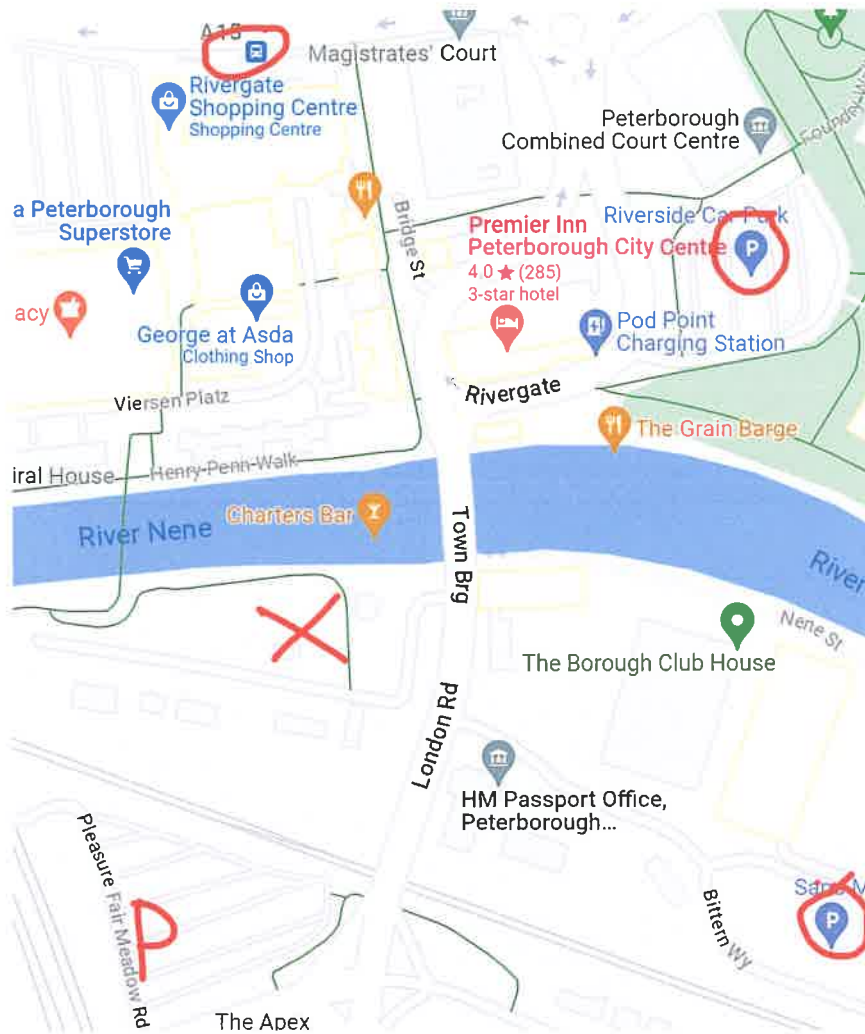 A15
Magistrates' Court
Rivergate
Shopping Centre
Shopping Centre
Peterborough
Combined Court Centre
a Peterborough
Superstore
Bridge St
Premier Inn
Peterborough City Centre
4.0 ★ (285)
3-star hotel
Riverside Car Park
P
acy
George at Asda
Clothing Shop
Pod Point
Charging Station
Viersen Platz
Rivergate
The Grain Barge
iral House
Henry Penn Walk
Charters Bar
River Nene
Town Brg
River
Nene St
The Borough Club House
London Rd
HM Passport Office,
Peterborough...
Pleasure Fair Meadow Rd
P
Bittern Wy
P
The Apex